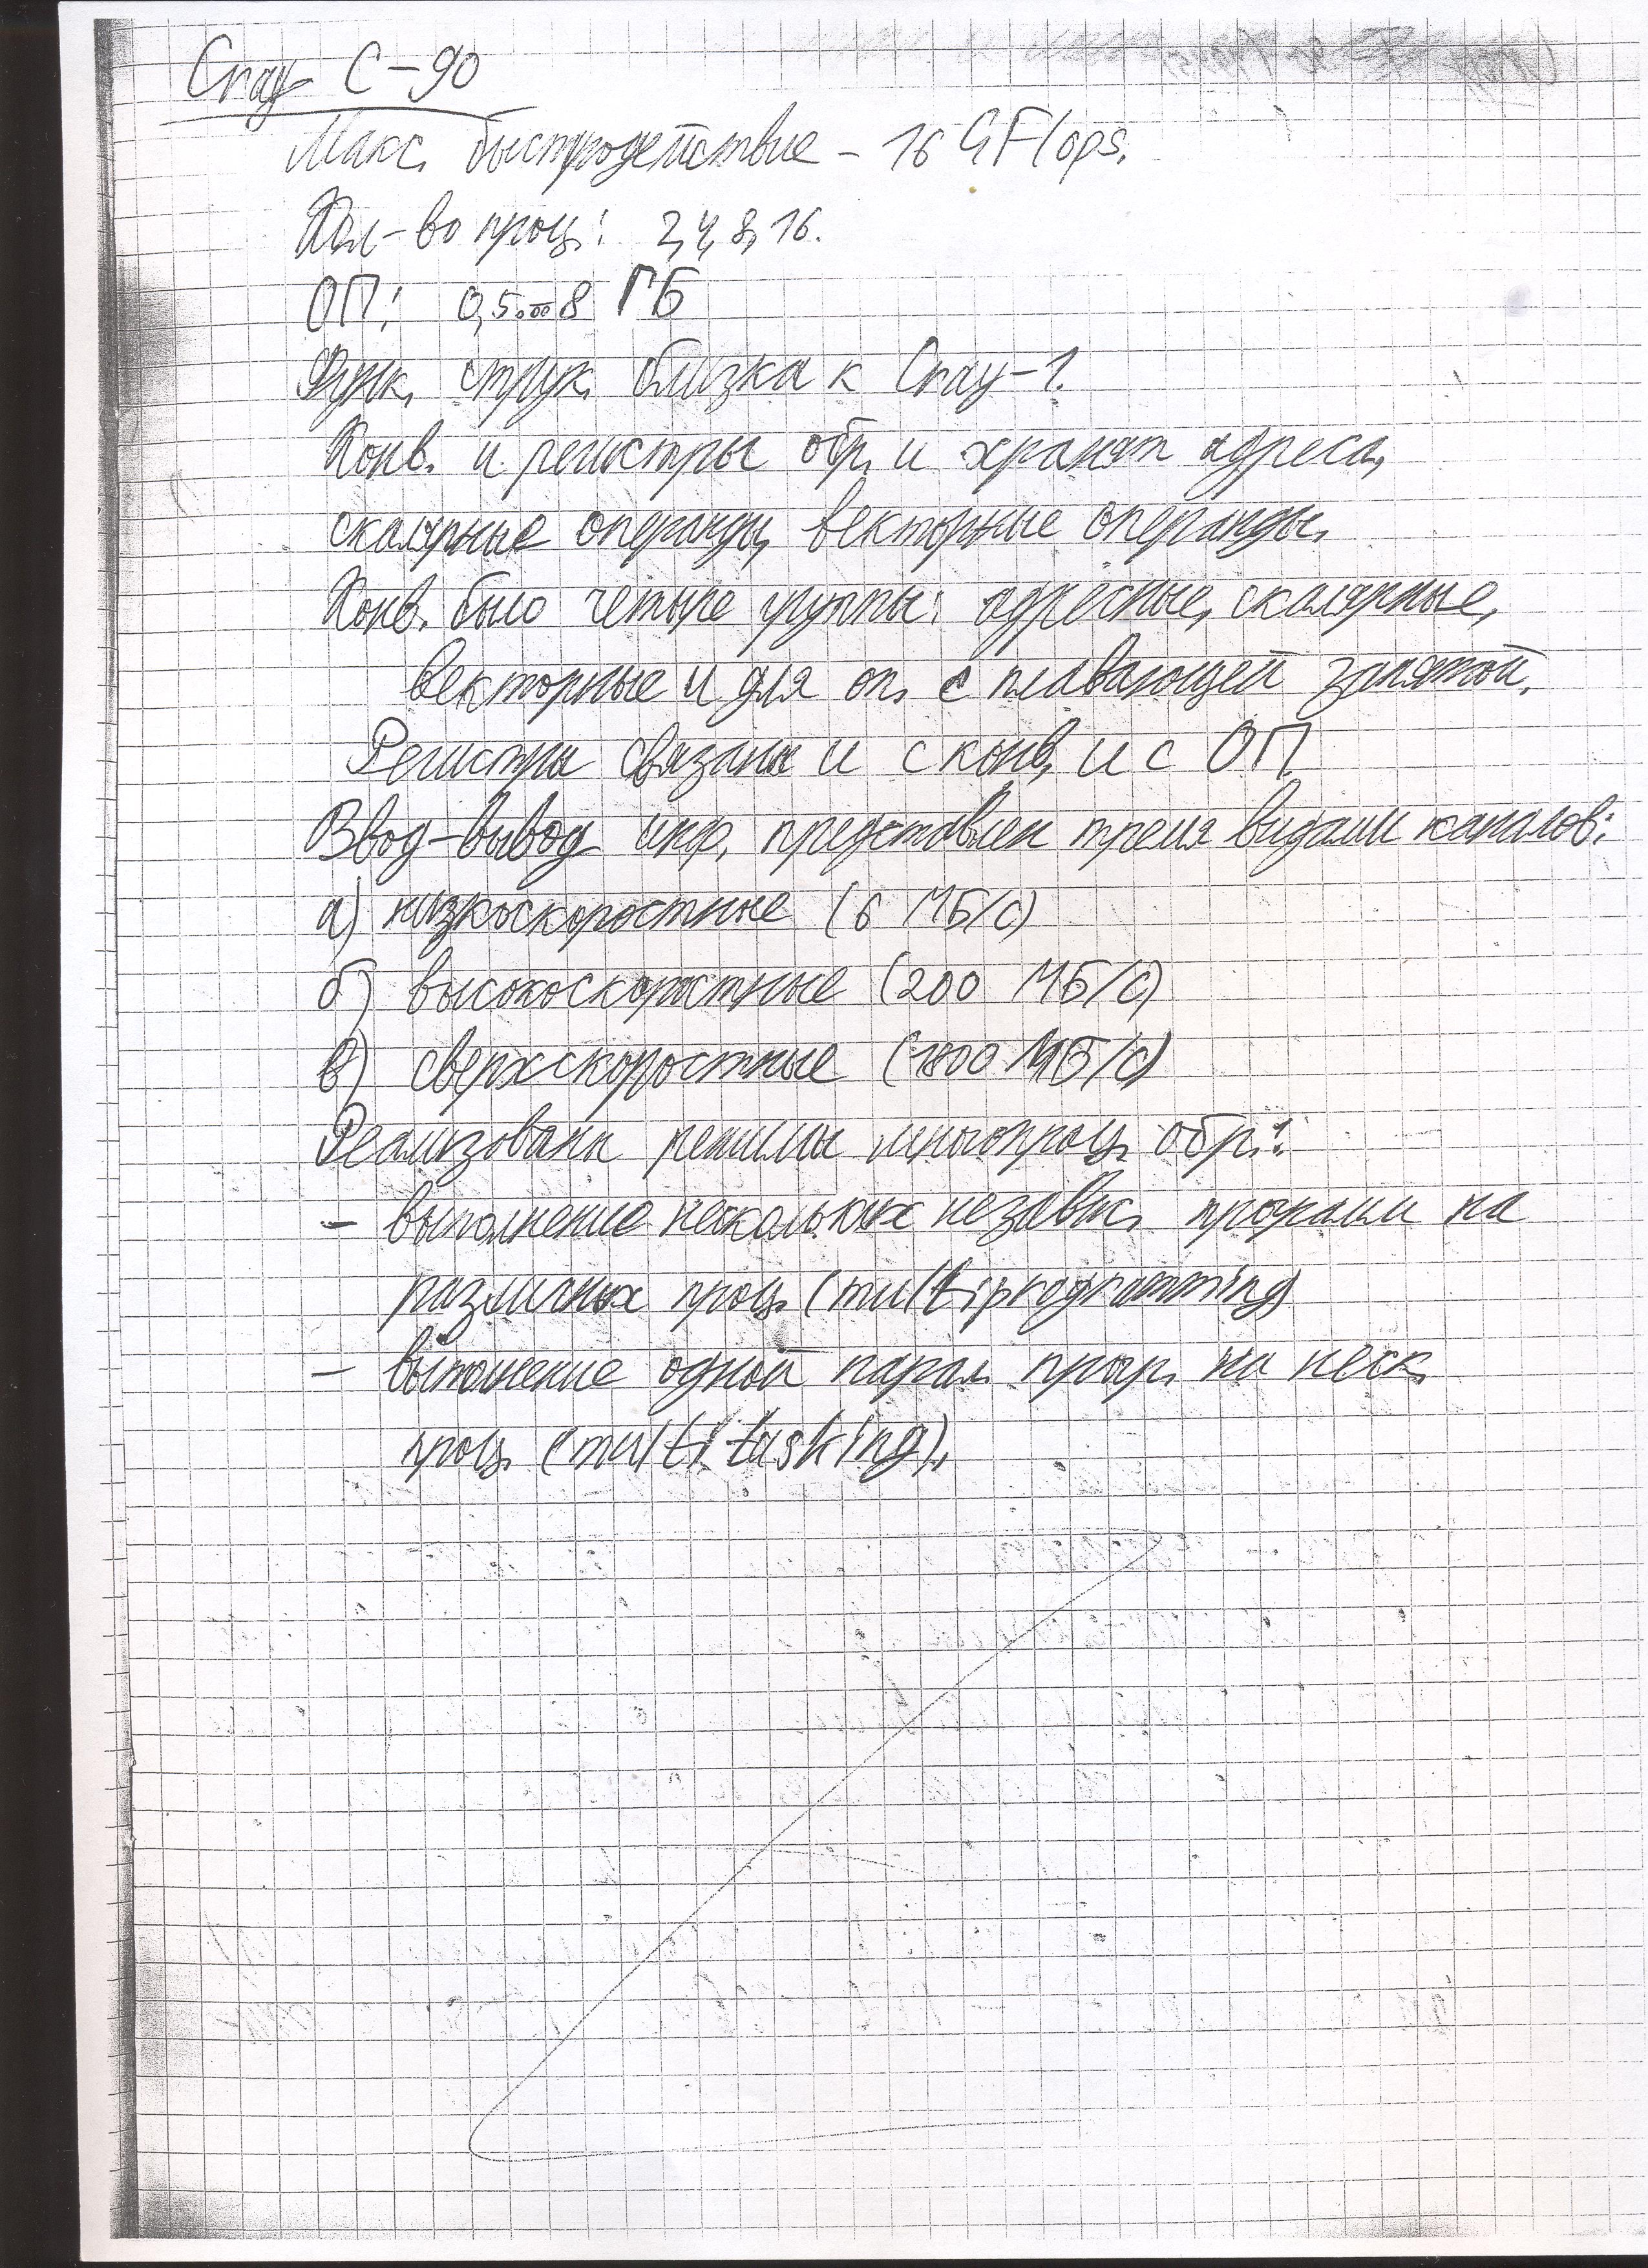 Cray C-90
Макс. быстродействие - 16 GFlops.
Кол-во проц.: 2, 4, 8, 16.
ОП: 0,5...8 ГБ
Функ. струк. близка к Cray-1.
Конв. и регистры обр. и хранят адреса,
скалярные операнды, векторные операнды.
Конв. было четыре группы: адресные, скалярные,
векторные и для оп. с плавающей запятой.
Регистры связаны и с конв. и с ОП.
Ввод-вывод инф. представлен тремя видами каналов:
а) низкоскоростные (6 МБ/с)
б) высокоскоростные (200 МБ/с)
в) сверхскоростные (1800 МБ/с)
Реализованы режимы многопроц. обр.:
- выполнение нескольких независ. программ на
различных проц. (multiprogramming)
- выполнение одной парал. прогр. на неск.
проц. (multitasking).